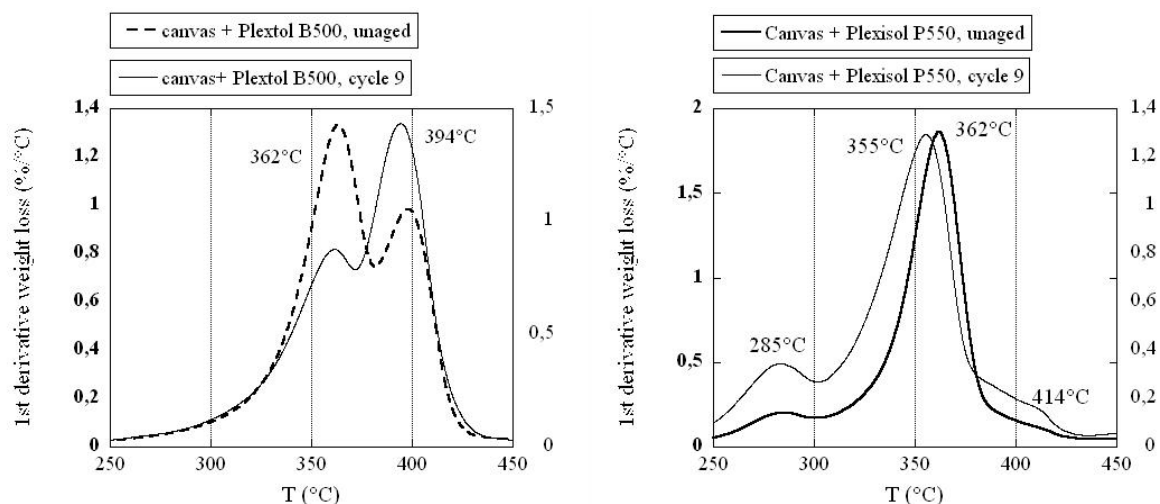 canvas + Plextol B500, unaged
canvas+ Plextol B500, cycle 9
1,4
1,2
1
0,8
0,6
0,4
0,2
0
1,5
1
0,5
0
362°C
394°C
250
300
350
400
450
T (°C)
1st derivative weight loss (%/°C)
Canvas + Plexisol P550, unaged
Canvas + Plexisol P550, cycle 9
2
1,5
1
0,5
0
1,4
1,2
1
0,8
0,6
0,4
0,2
0
355°C
362°C
285°C
414°C
250
300
350
400
450
T (°C)
1st derivative weight loss (%/°C)